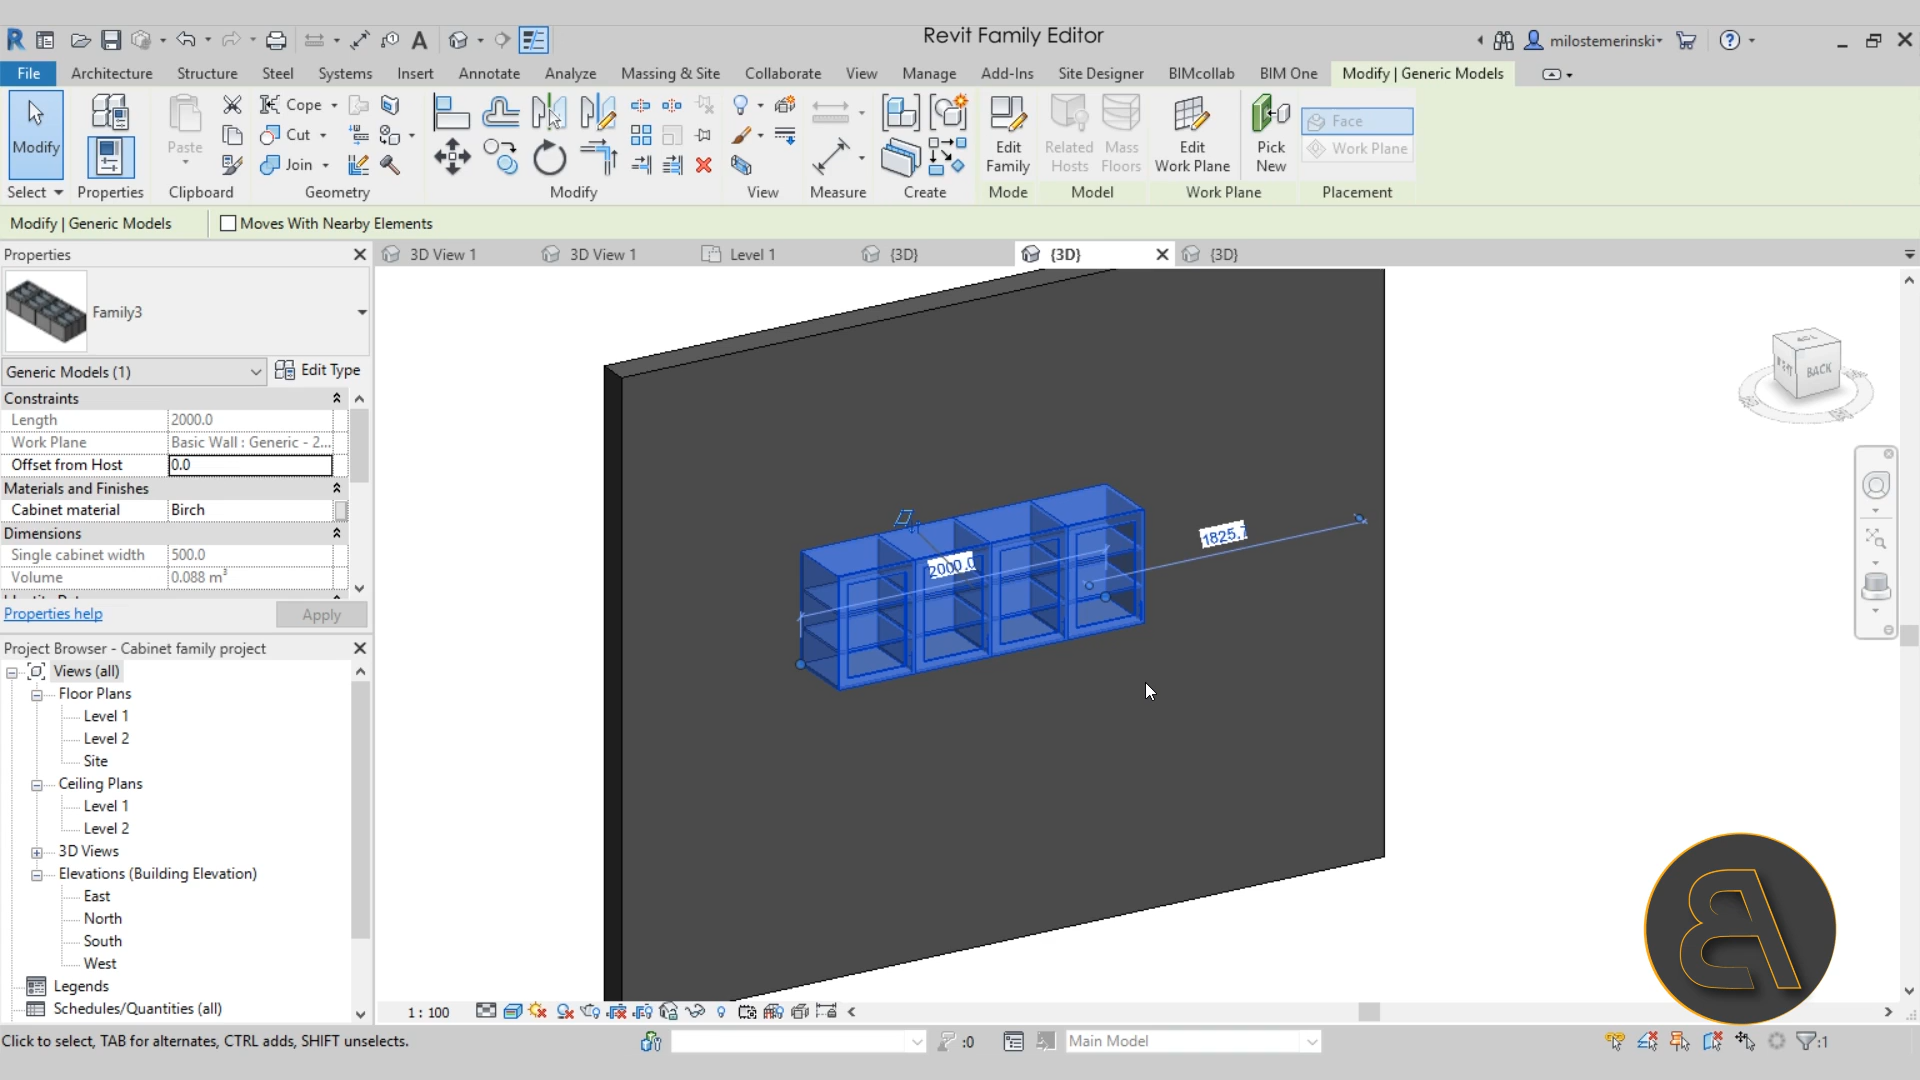 Revit Family Editor
milostemerinski
File Architecture Structure Steel Systems Insert Annotate Analyze Massing & Site Collaborate View Manage Add-Ins Site Designer BIMcollab BIM One Modify | Generic Models
Modify
Paste
Cope
Cut
Join
Edit Family
Related Hosts
Mass Floors
Edit Work Plane
Pick New
Face
Work Plane
Select Properties Clipboard Geometry Modify View Measure Create Mode Model Work Plane Placement
Modify | Generic Models Moves With Nearby Elements
Properties
3D View 1 3D View 1 Level 1 {3D} {3D} {3D}
Family3
Generic Models (1) Edit Type
Constraints
Length 2000.0
Work Plane Basic Wall : Generic - 2...
Offset from Host 0.0
Materials and Finishes
Cabinet material Birch
Dimensions
Single cabinet width 500.0
Volume 0.088 m³
Properties help Apply
Project Browser - Cabinet family project
Views (all)
Floor Plans
Level 1
Level 2
Site
Ceiling Plans
Level 1
Level 2
3D Views
Elevations (Building Elevation)
East
North
South
West
Legends
Schedules/Quantities (all)
2000.0
1825.7
BACK
1 : 100
Click to select, TAB for alternates, CTRL adds, SHIFT unselects.
:0
Main Model
:1